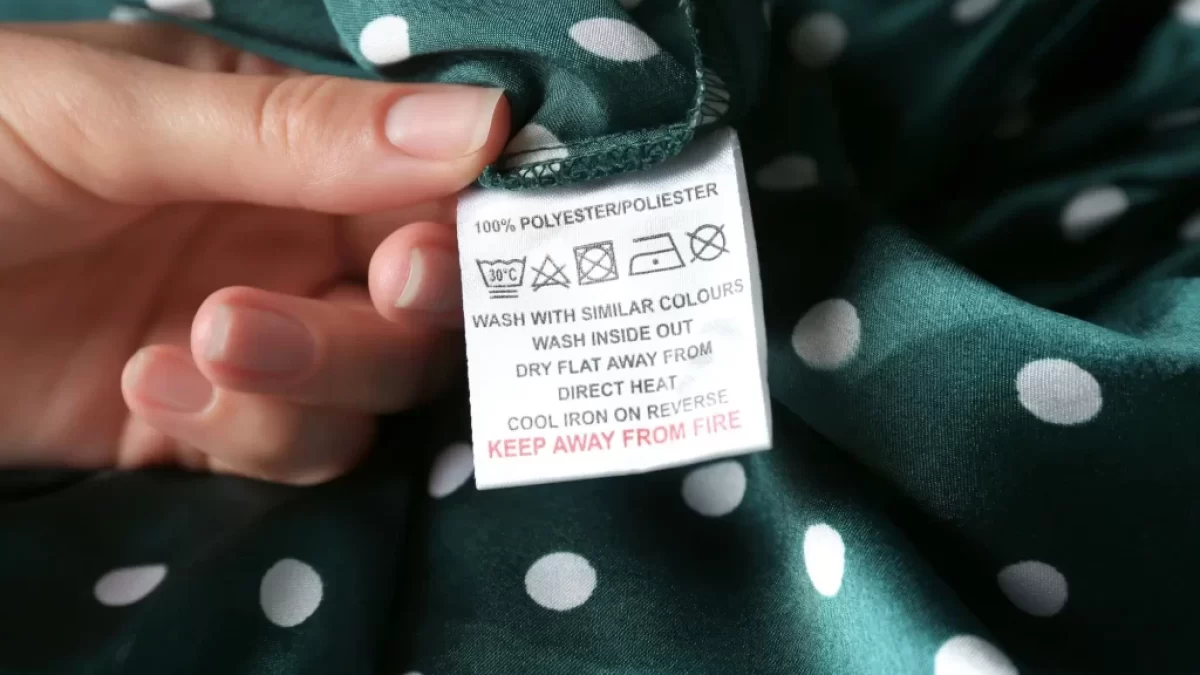 100% POLYESTER/POLIESTER
30°C
WASH WITH SIMILAR COLOURS
WASH INSIDE OUT
DRY FLAT AWAY FROM
DIRECT HEAT
COOL IRON ON REVERSE
KEEP AWAY FROM FIRE